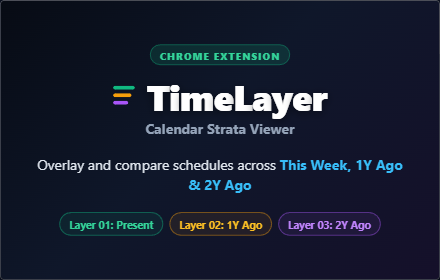 CHROME EXTENSION
TimeLayer
Calendar Strata Viewer
Overlay and compare schedules across This Week, 1Y Ago
& 2Y Ago
Layer 01: Present Layer 02: 1Y Ago Layer 03: 2Y Ago